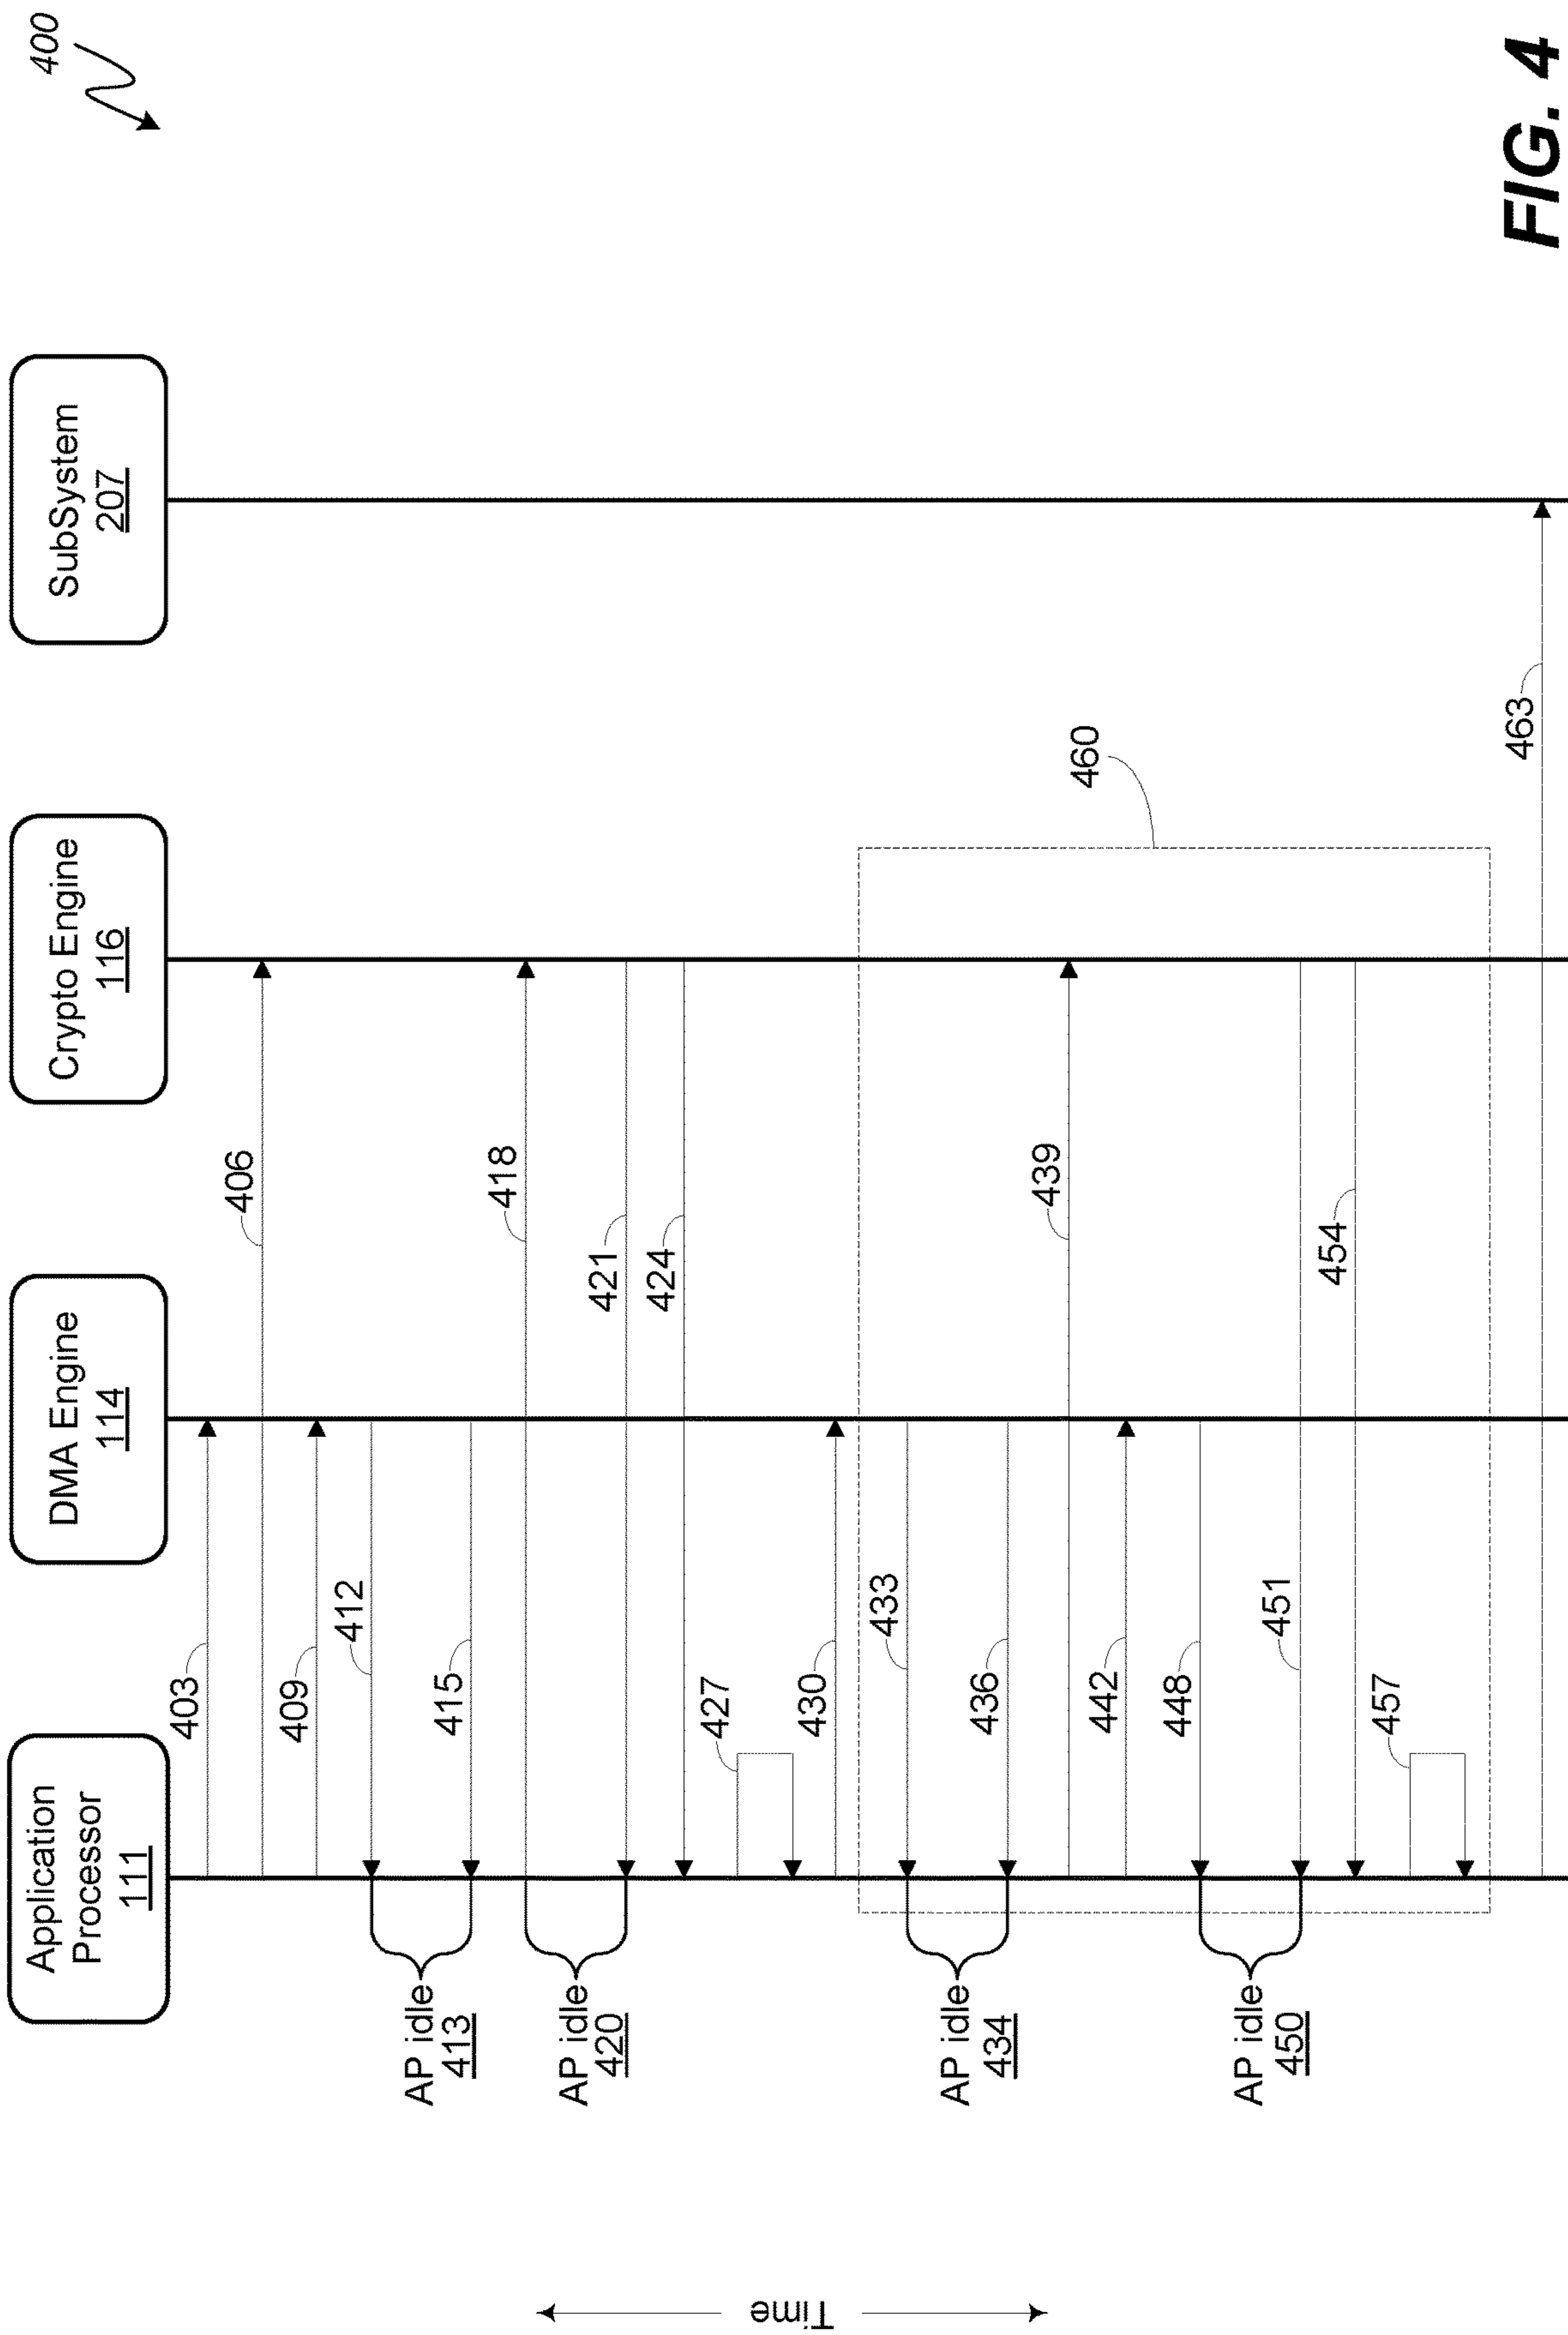 400
Application
Processor
111
DMA Engine
114
Crypto Engine
116
SubSystem
207
403
406
409
412
AP idle
413
415
418
AP idle
420
421
424
427
430
433
AP idle
434
436
439
460
442
448
AP idle
450
451
454
457
463
Time
FIG. 4